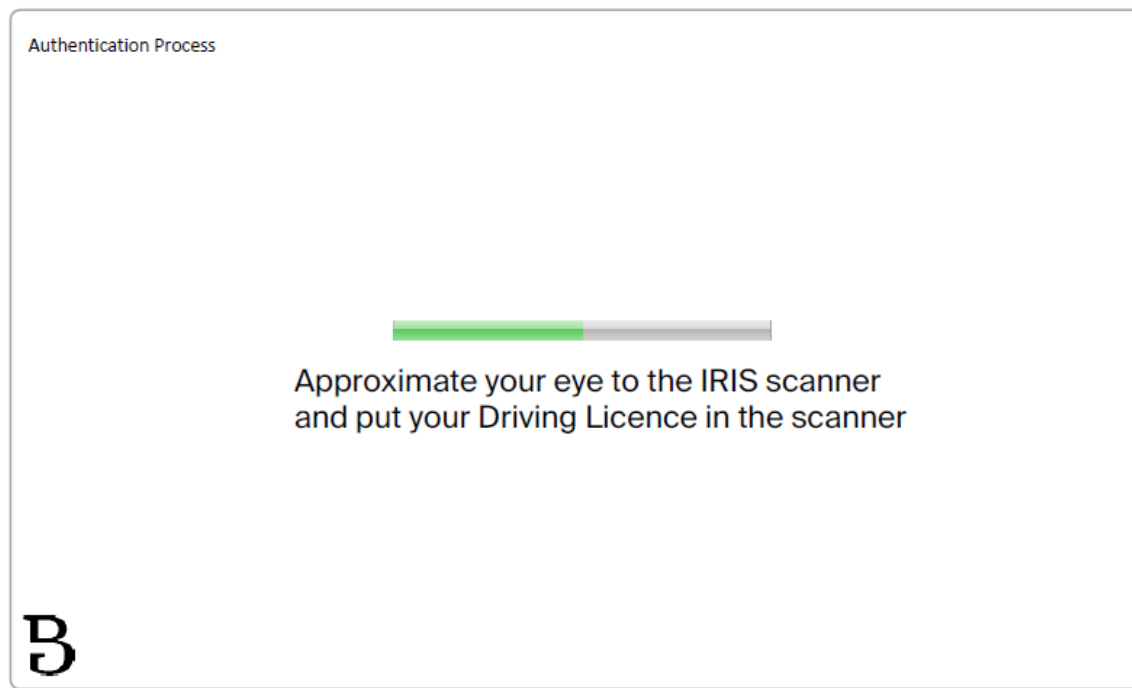 Authentication Process
Approximate your eye to the IRIS scanner
and put your Driving Licence in the scanner
B